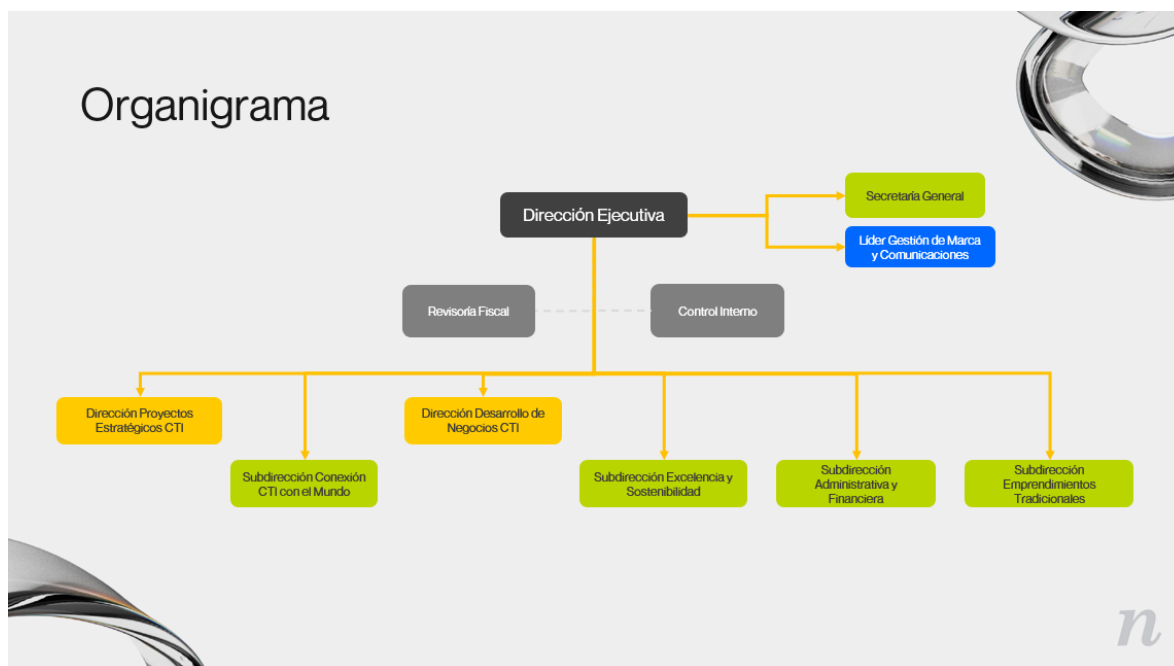 Organigrama
Secretaría General
Dirección Ejecutiva
Líder Gestión de Marca
y Comunicaciones
Revisoría Fiscal
Control Interno
Dirección Proyectos
Estratégicos CTI
Dirección Desarrollo de
Negocios CTI
Subdirección Conexión
CTI con el Mundo
Subdirección Excelencia y
Sostenibilidad
Subdirección
Administrativa y
Financiera
Subdirección
Emprendimientos
Tradicionales
n